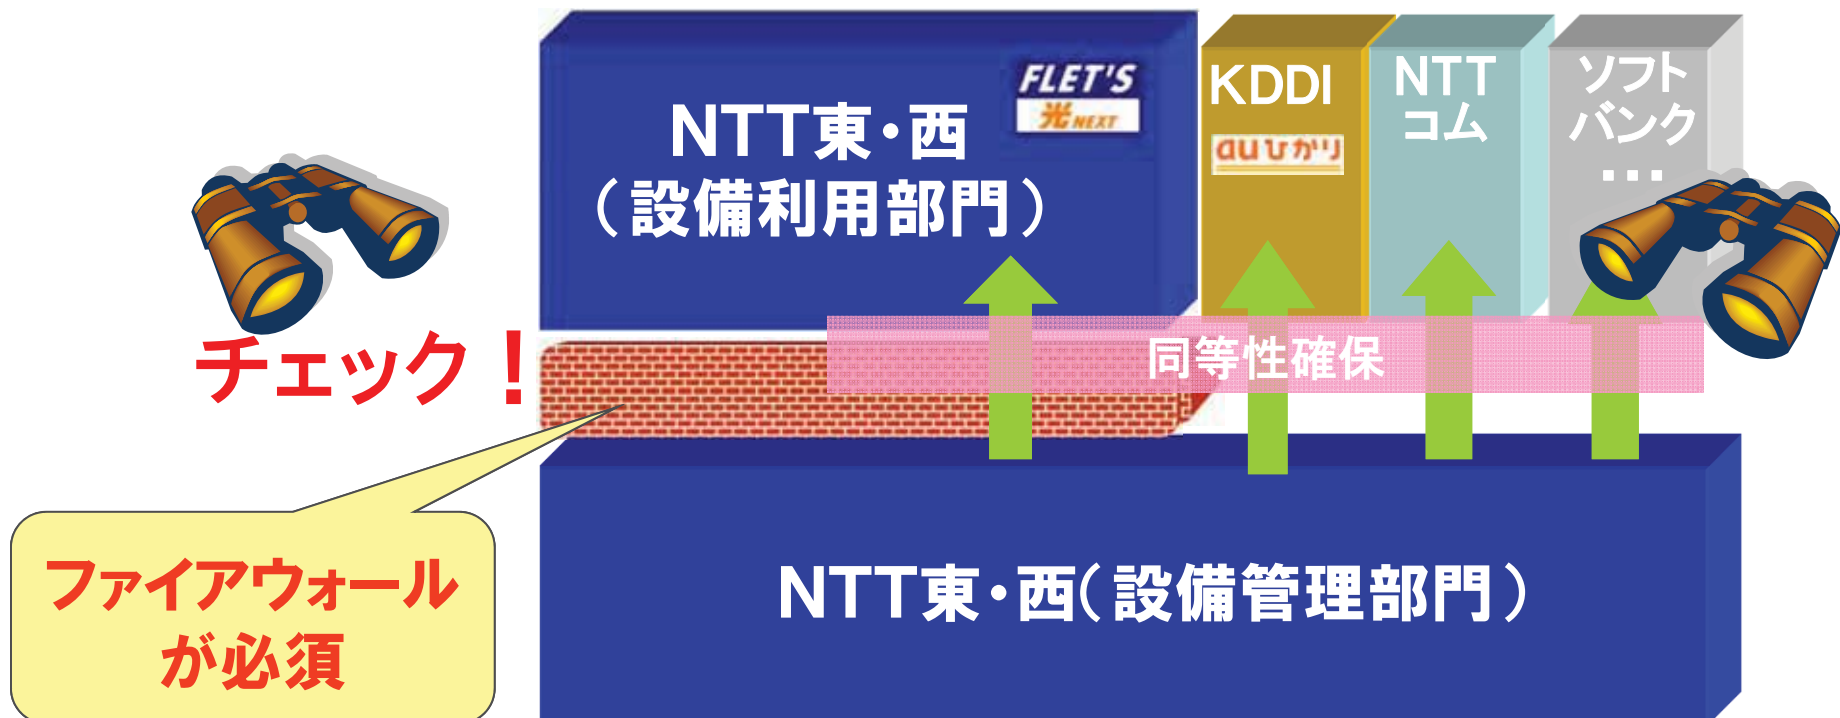 NTT東・西
（設備利用部門）
FLET'S
光NEXT
KDDI
auひかり
NTT
コム
ソフト
バンク
・・・
チェック！
同等性確保
ファイアウォール
が必須
NTT東・西（設備管理部門）